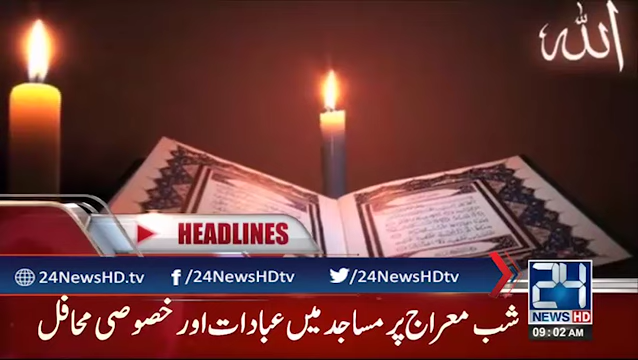 الله
HEADLINES
24NewsHD.tv
/24NewsHDtv
/24NewsHDtv
24
NEWS HD
شب معراج پر مساجد میں عبادات اور خصوصی محافل
09:02 AM